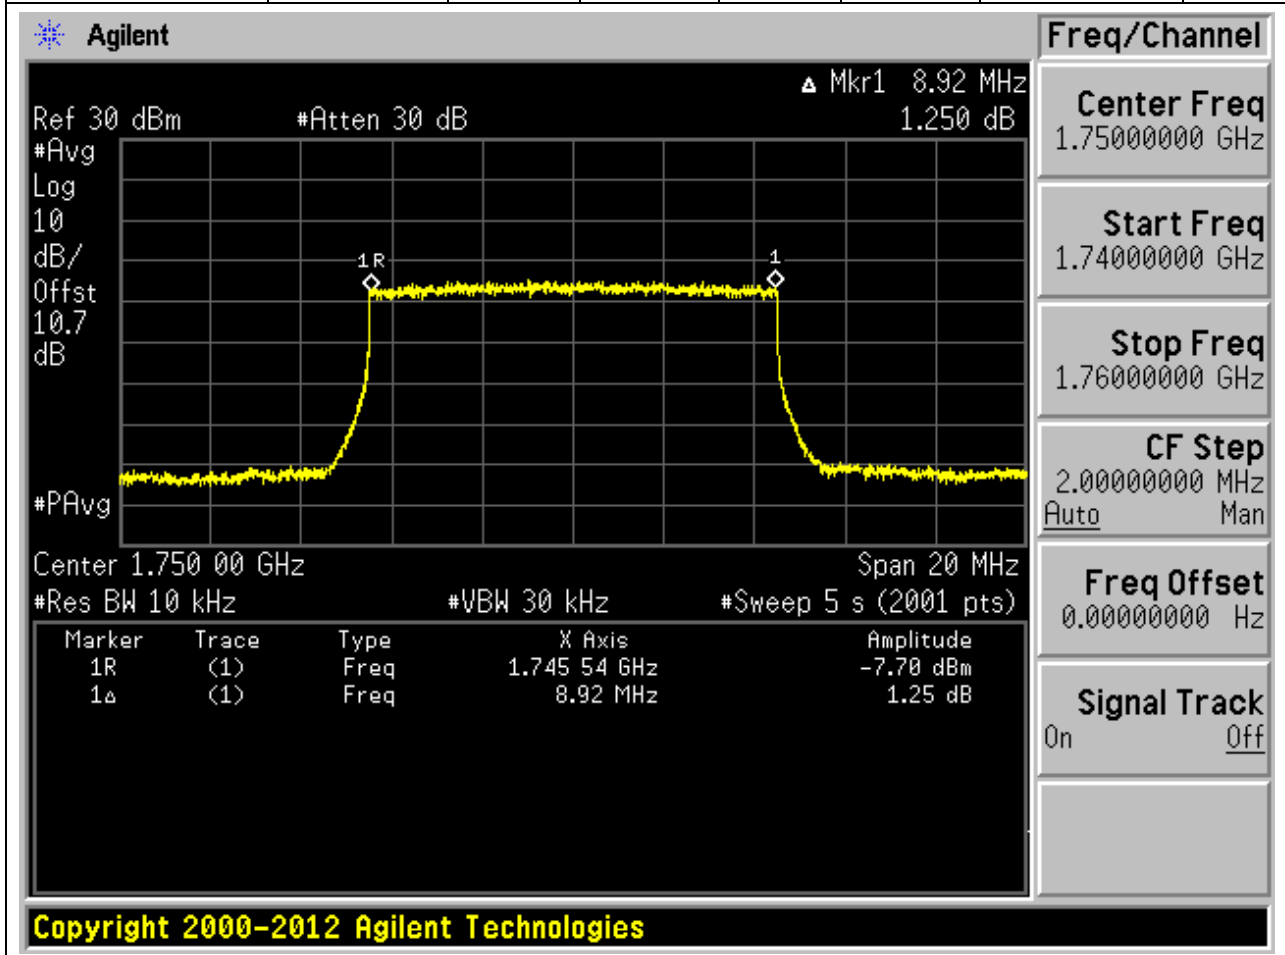 Agilent
Freq/Channel
Δ Mkr1 8.92 MHz
Ref 30 dBm #Atten 30 dB 1.250 dB
#Avg
Log
10
dB/
Offst
10.7
dB
#PAvg
1R
1
Center 1.750 00 GHz Span 20 MHz
#Res BW 10 kHz #VBW 30 kHz #Sweep 5 s (2001 pts)
Marker Trace Type X Axis Amplitude
1R (1) Freq 1.745 54 GHz -7.70 dBm
1Δ (1) Freq 8.92 MHz 1.25 dB
Center Freq
1.75000000 GHz
Start Freq
1.74000000 GHz
Stop Freq
1.76000000 GHz
CF Step
2.00000000 MHz
Auto Man
Freq Offset
0.00000000 Hz
Signal Track
On Off
Copyright 2000-2012 Agilent Technologies